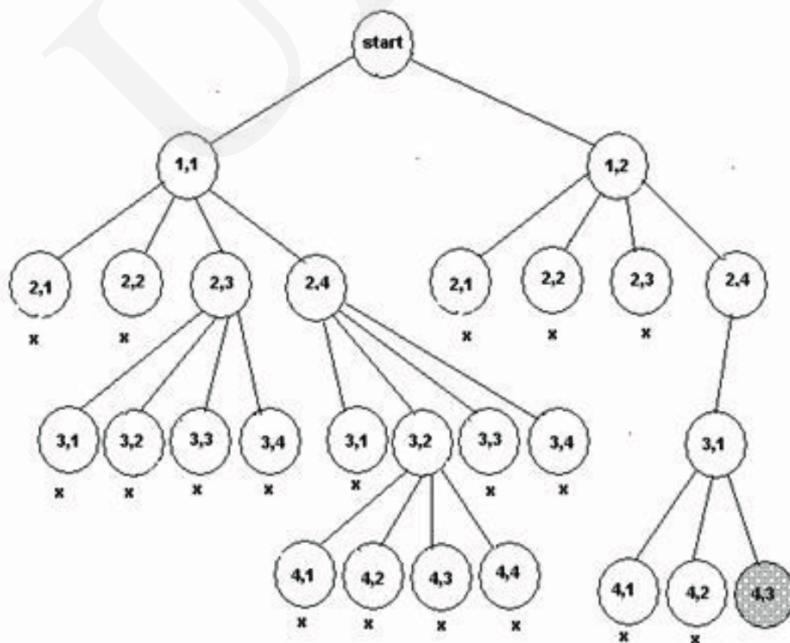 start
1,1 1,2
2,1 2,2 2,3 2,4 2,1 2,2 2,3 2,4
x x x x x
3,1 3,2 3,3 3,4 3,1 3,2 3,3 3,4 3,1
x x x x x x x
4,1 4,2 4,3 4,4 4,1 4,2 4,3
x x x x x x